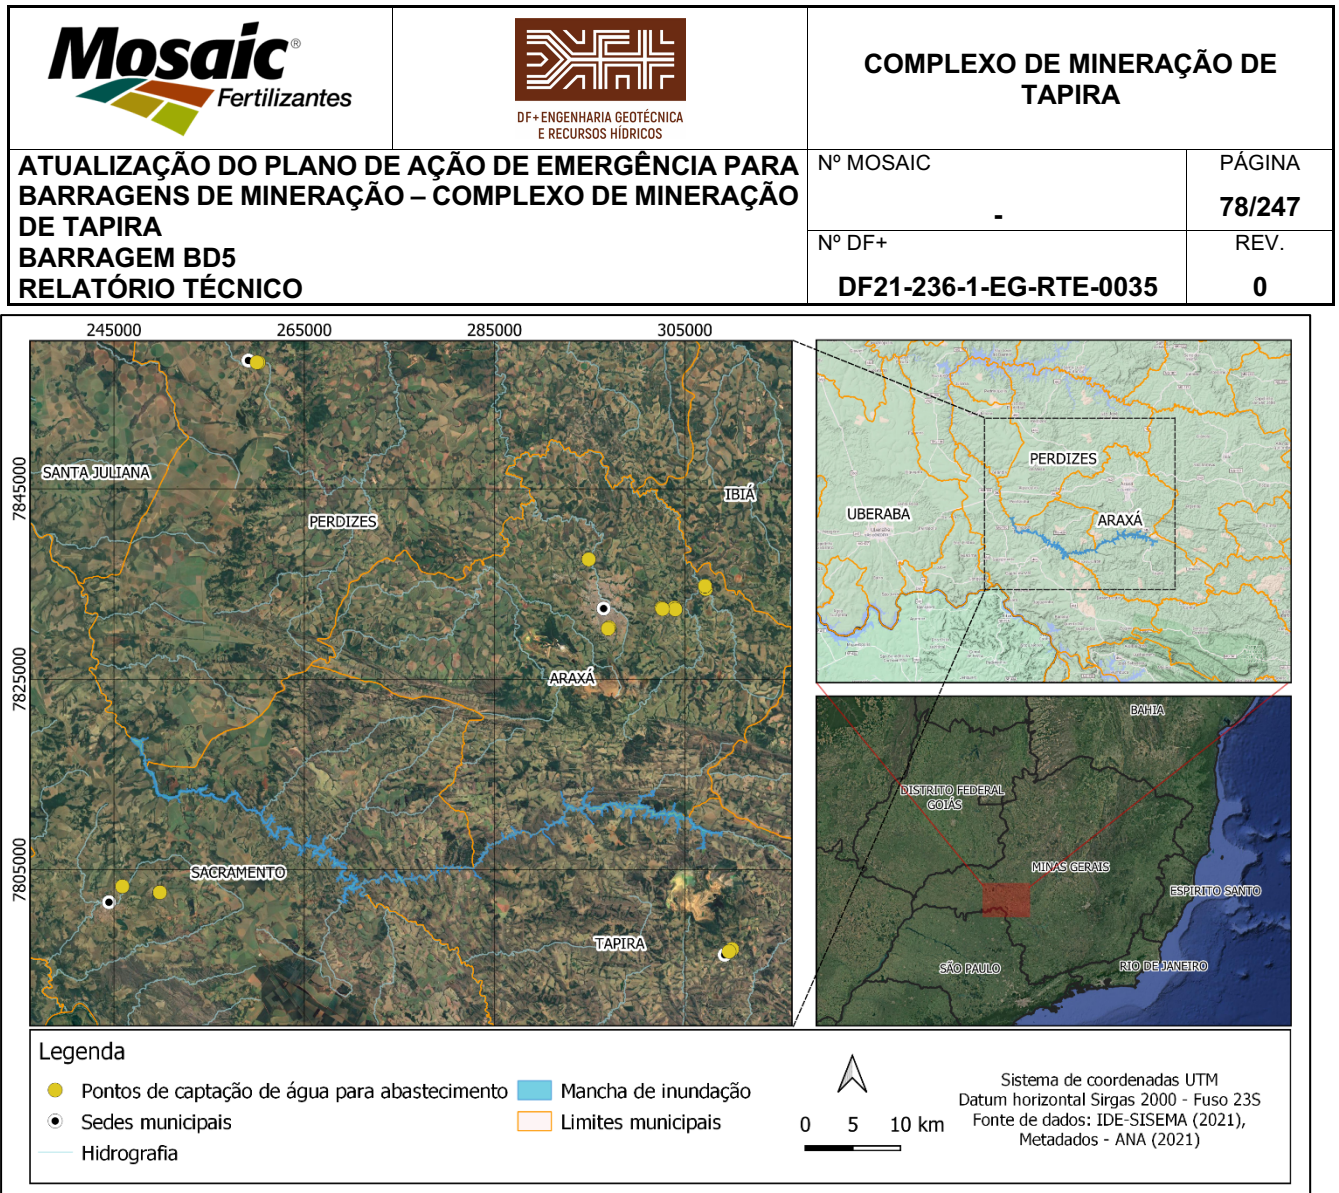 Mosaic®
Fertilizantes
DF+ ENGENHARIA GEOTÉCNICA
E RECURSOS HÍDRICOS
COMPLEXO DE MINERAÇÃO DE
TAPIRA
ATUALIZAÇÃO DO PLANO DE AÇÃO DE EMERGÊNCIA PARA
BARRAGENS DE MINERAÇÃO – COMPLEXO DE MINERAÇÃO
DE TAPIRA
BARRAGEM BD5
RELATÓRIO TÉCNICO
Nº MOSAIC
-
PÁGINA
78/247
Nº DF+
DF21-236-1-EG-RTE-0035
REV.
0
245000 265000 285000 305000
7845000
7825000
7805000
SANTA JULIANA
PERDIZES
IBIÁ
ARAXÁ
SACRAMENTO
TAPIRA
PERDIZES
UBERABA
ARAXÁ
BAHIA
DISTRITO FEDERAL
GOIÁS
MINAS GERAIS
ESPIRITO SANTO
SÃO PAULO
RIO DE JANEIRO
Legenda
Pontos de captação de água para abastecimento
Sedes municipais
Hidrografia
Mancha de inundação
Limites municipais
0 5 10 km
Sistema de coordenadas UTM
Datum horizontal Sirgas 2000 - Fuso 23S
Fonte de dados: IDE-SISEMA (2021),
Metadados - ANA (2021)